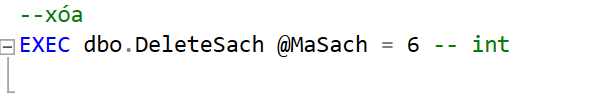 --xóa
EXEC dbo.DeleteSach @MaSach = 6 -- int